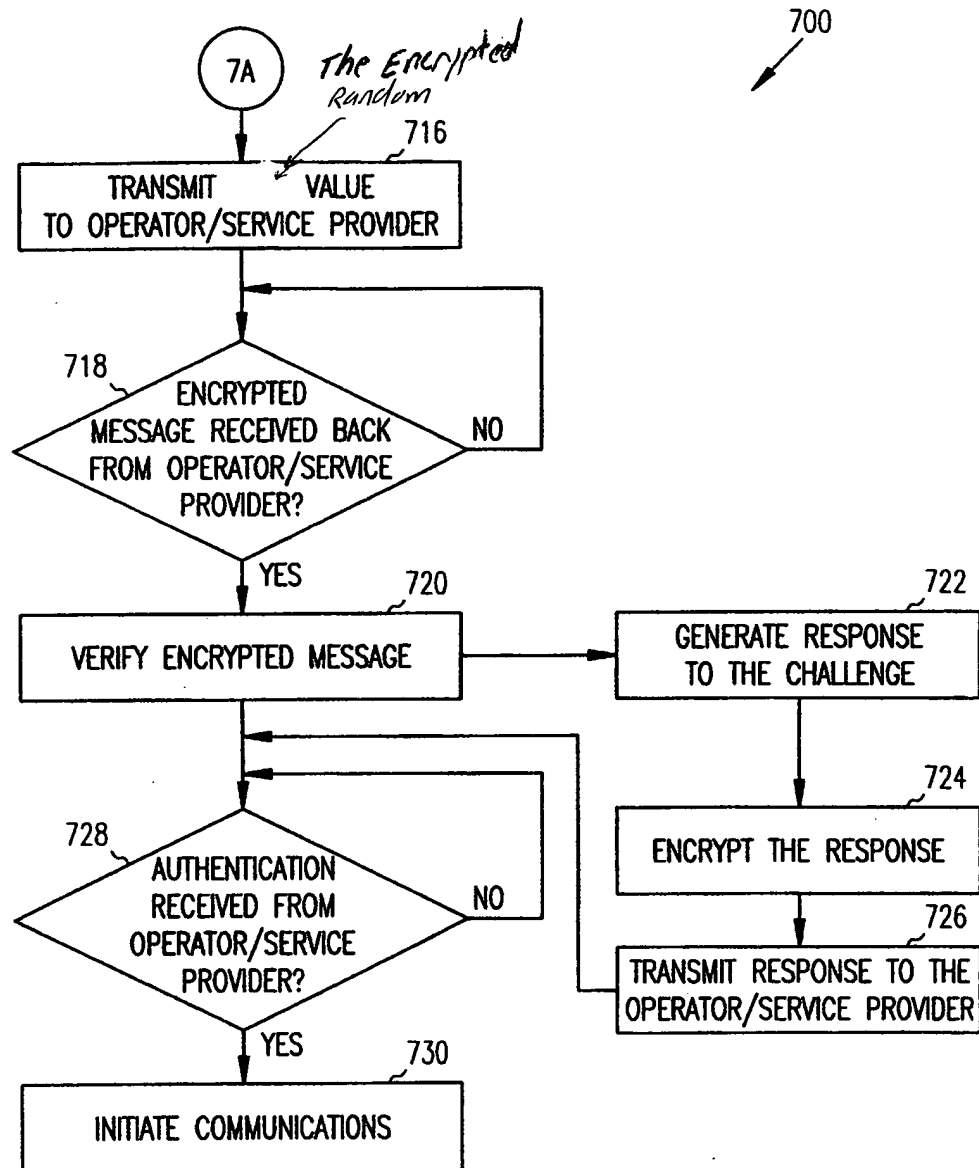 700
7A
The Encrypted
Random
716
TRANSMIT VALUE
TO OPERATOR/SERVICE PROVIDER
718
ENCRYPTED
MESSAGE RECEIVED BACK
FROM OPERATOR/SERVICE
PROVIDER?
NO
YES
720
VERIFY ENCRYPTED MESSAGE
722
GENERATE RESPONSE
TO THE CHALLENGE
724
ENCRYPT THE RESPONSE
726
TRANSMIT RESPONSE TO THE
OPERATOR/SERVICE PROVIDER
728
AUTHENTICATION
RECEIVED FROM
OPERATOR/SERVICE
PROVIDER?
NO
YES
730
INITIATE COMMUNICATIONS